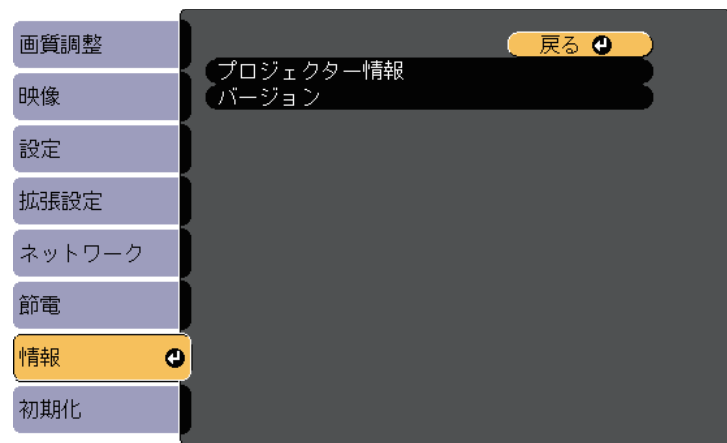 画質調整
映像
設定
拡張設定
ネットワーク
節電
情報
初期化
戻る
プロジェクター情報
バージョン